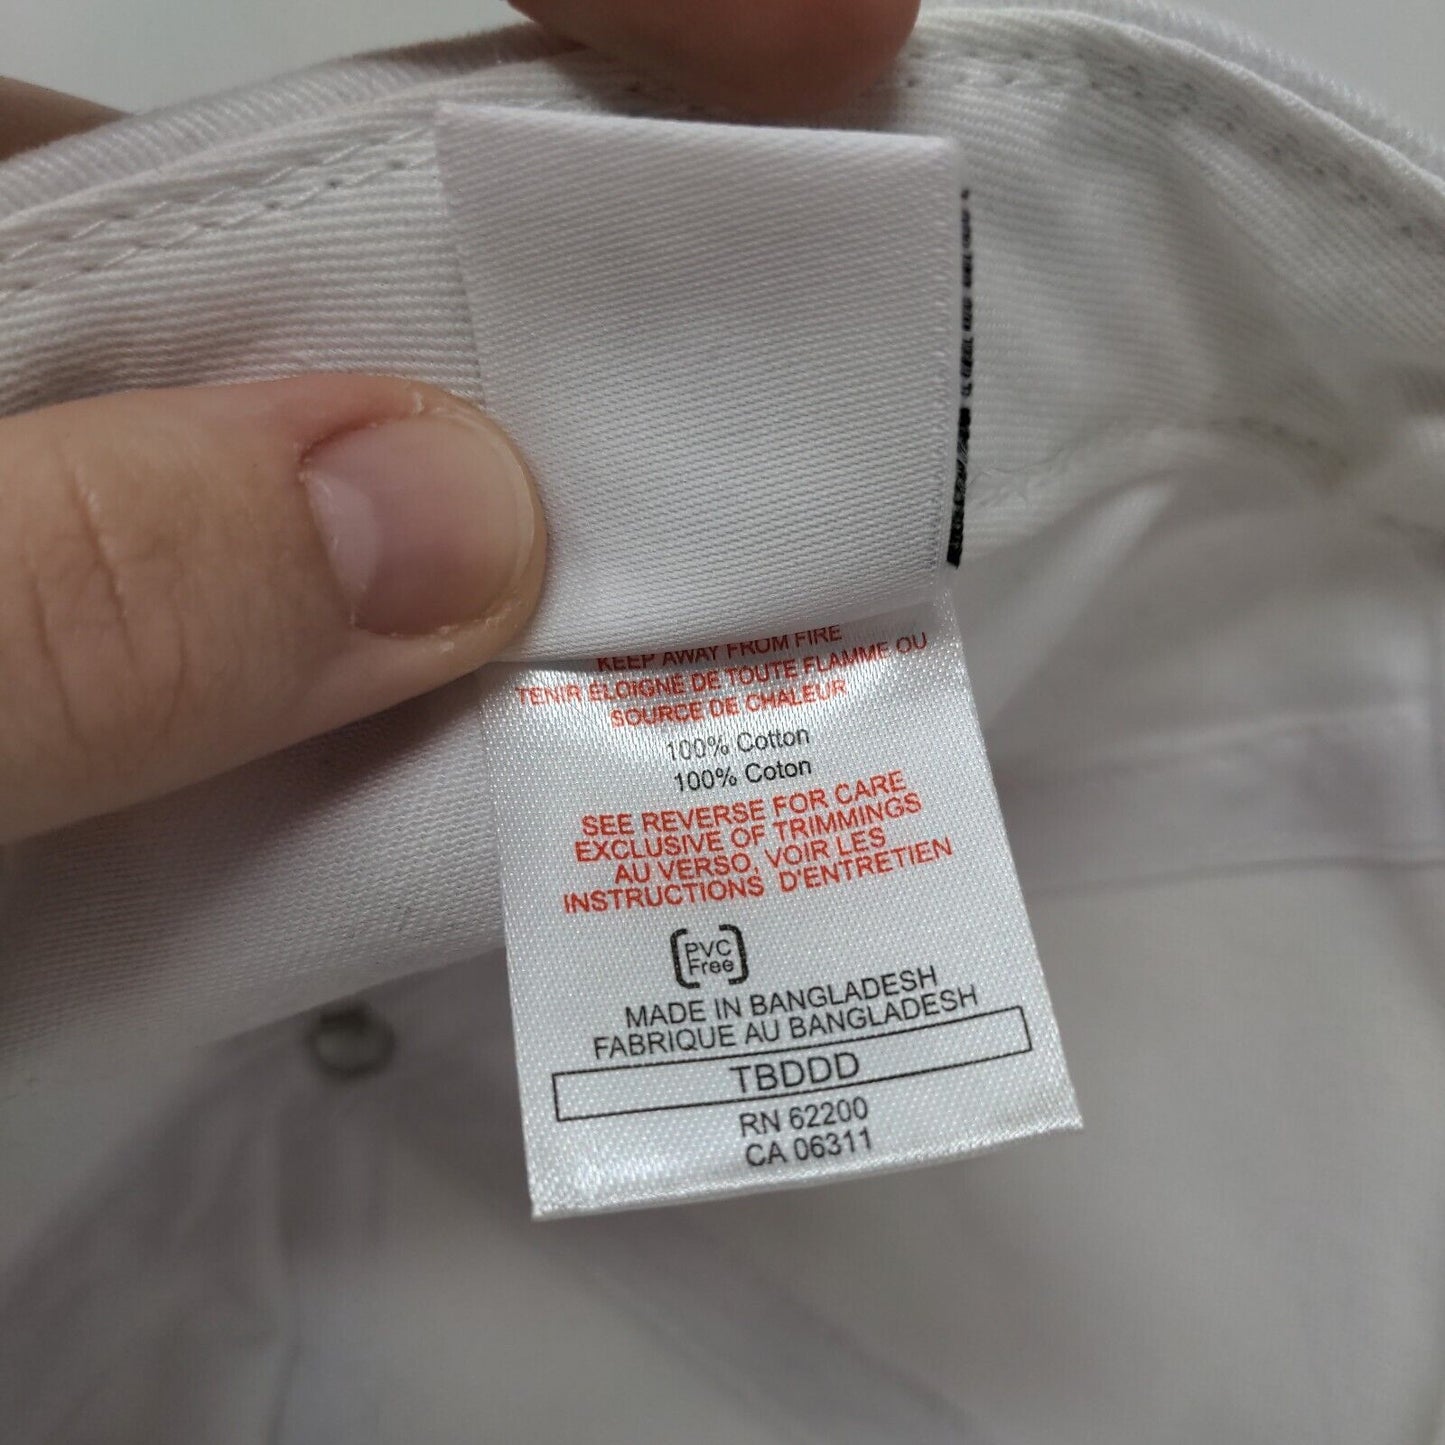 KEEP AWAY FROM FIRE
TENIR ÉLOIGNE DE TOUTE FLAMME OU
SOURCE DE CHALEUR
100% Cotton
100% Coton
SEE REVERSE FOR CARE
EXCLUSIVE OF TRIMMINGS
AU VERSO, VOIR LES
INSTRUCTIONS D'ENTRETIEN
PVC
Free
MADE IN BANGLADESH
FABRIQUE AU BANGLADESH
TBDDD
RN 62200
CA 06311